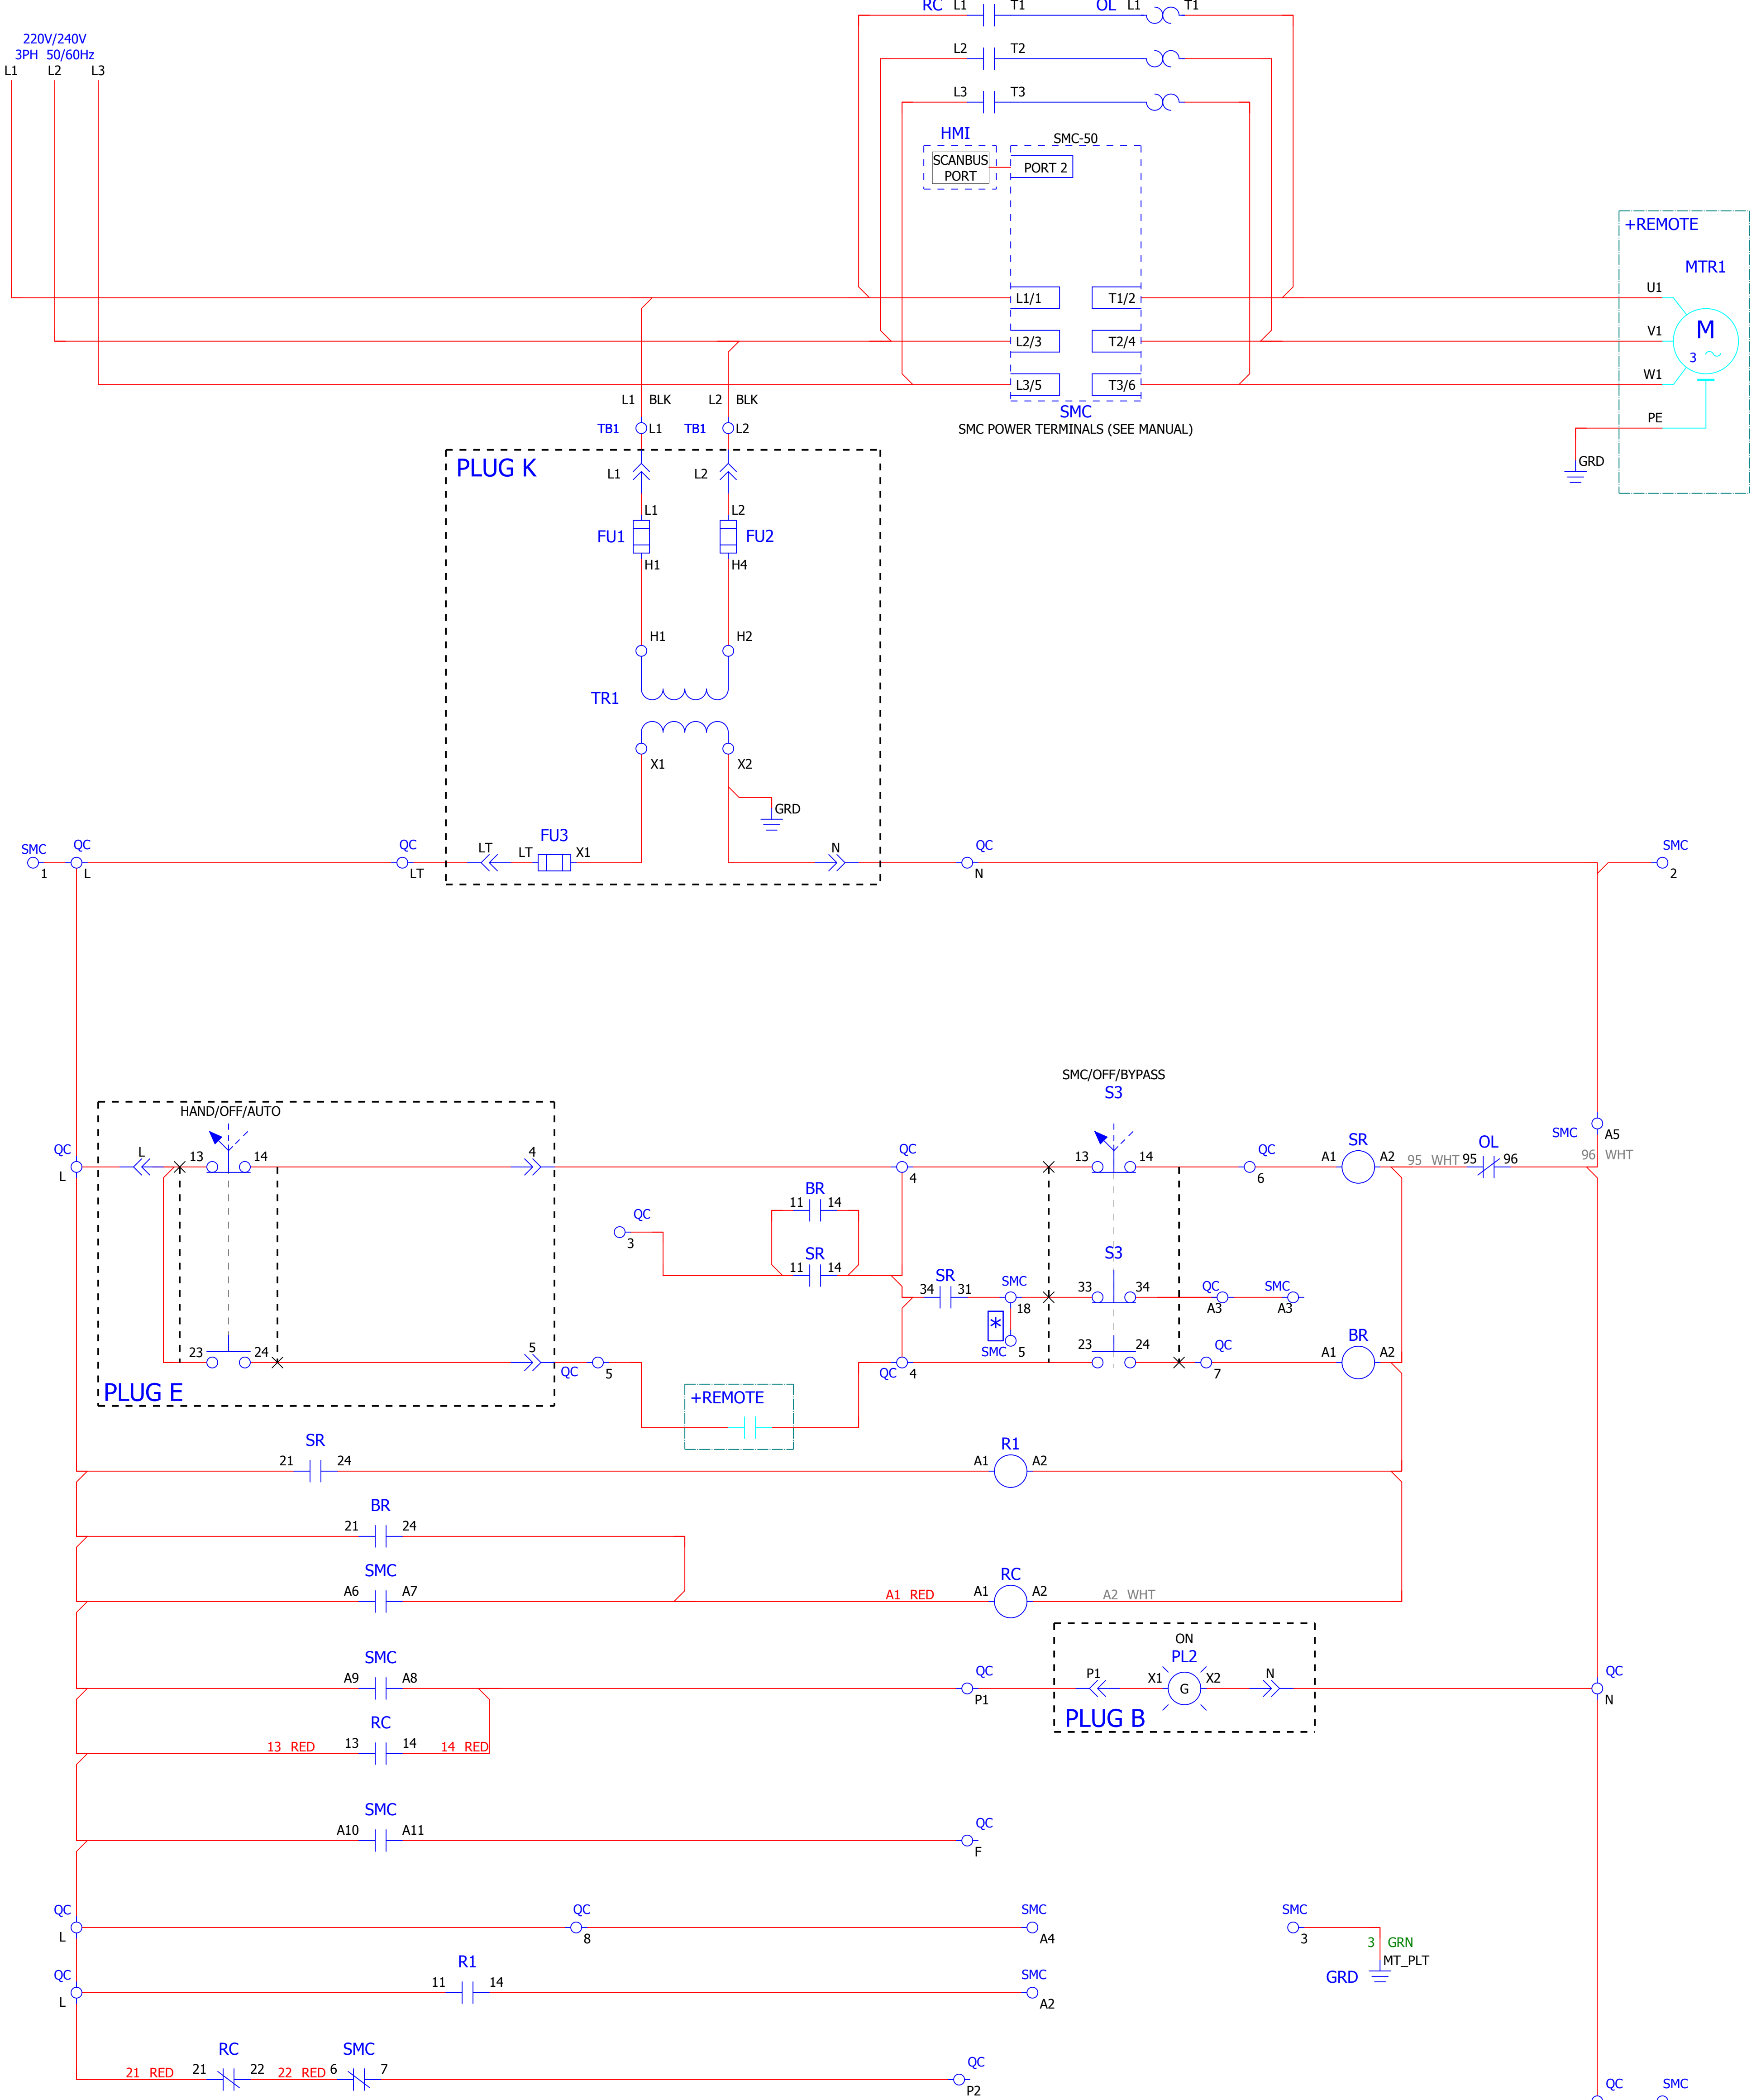 RC L1 T1 OL L1 T1
220V/240V
3PH 50/60Hz
L1 L2 L3
L2 T2
L3 T3
HMI
SCANBUS
PORT
SMC-50
PORT 2
+REMOTE
MTR1
L1/1 T1/2 U1
L2/3 T2/4 V1
M
3
L3/5 T3/6 W1
SMC
SMC POWER TERMINALS (SEE MANUAL)
PE
GRD
L1 BLK L2 BLK
TB1 L1 TB1 L2
PLUG K
L1 L2
L1 L2
FU1 FU2
H1 H4
H1 H2
TR1
X1 X2
GRD
SMC QC QC FU3 QC SMC
LT LT X1 N
1 L LT N 2
SMC/OFF/BYPASS
S3
HAND/OFF/AUTO
SMC A5
QC L 13 14 4 QC 13 14 QC SR OL
A1 A2 95 WHT 95 96 96 WHT
L 4 6
BR
11 14
QC
3
SR
11 14
S3
SR
34 31 SMC 33 34 QC SMC
18 A3 A3
*
SMC 5
23 24 5 23 24 QC BR
A1 A2
QC 5 QC 4 7
PLUG E
+REMOTE
SR R1
21 24 A1 A2
BR
21 24
SMC RC
A6 A7 A1 RED A1 A2 A2 WHT
ON
SMC QC PL2 QC
A9 A8 P1 X1 X2 N
G
P1 N
PLUG B
RC
13 RED 13 14 14 RED
SMC
A10 A11 QC
F
QC QC SMC SMC
L 8 A4 3
3 GRN
MT_PLT
GRD
QC R1 SMC
11 14
L A2
RC SMC QC
21 RED 21 22 22 RED 6 7
P2
QC SMC